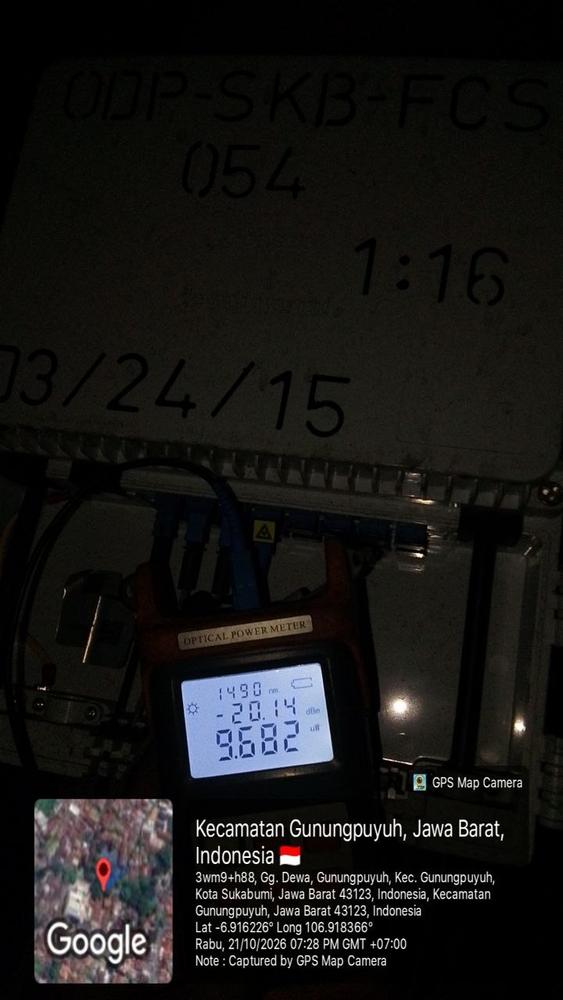 ODP-SKB-FCS
054
1:16
03/24/15
OPTICAL POWER METER
1490 nm
-20.14 dBm
9.682 uW
GPS Map Camera
Kecamatan Gunungpuyuh, Jawa Barat,
Indonesia 🇮🇩
3wm9+h88, Gg. Dewa, Gunungpuyuh, Kec. Gunungpuyuh,
Kota Sukabumi, Jawa Barat 43123, Indonesia, Kecamatan
Gunungpuyuh, Jawa Barat 43123, Indonesia
Lat -6.916226° Long 106.918366°
Rabu, 21/10/2026 07:28 PM GMT +07:00
Note : Captured by GPS Map Camera
Google